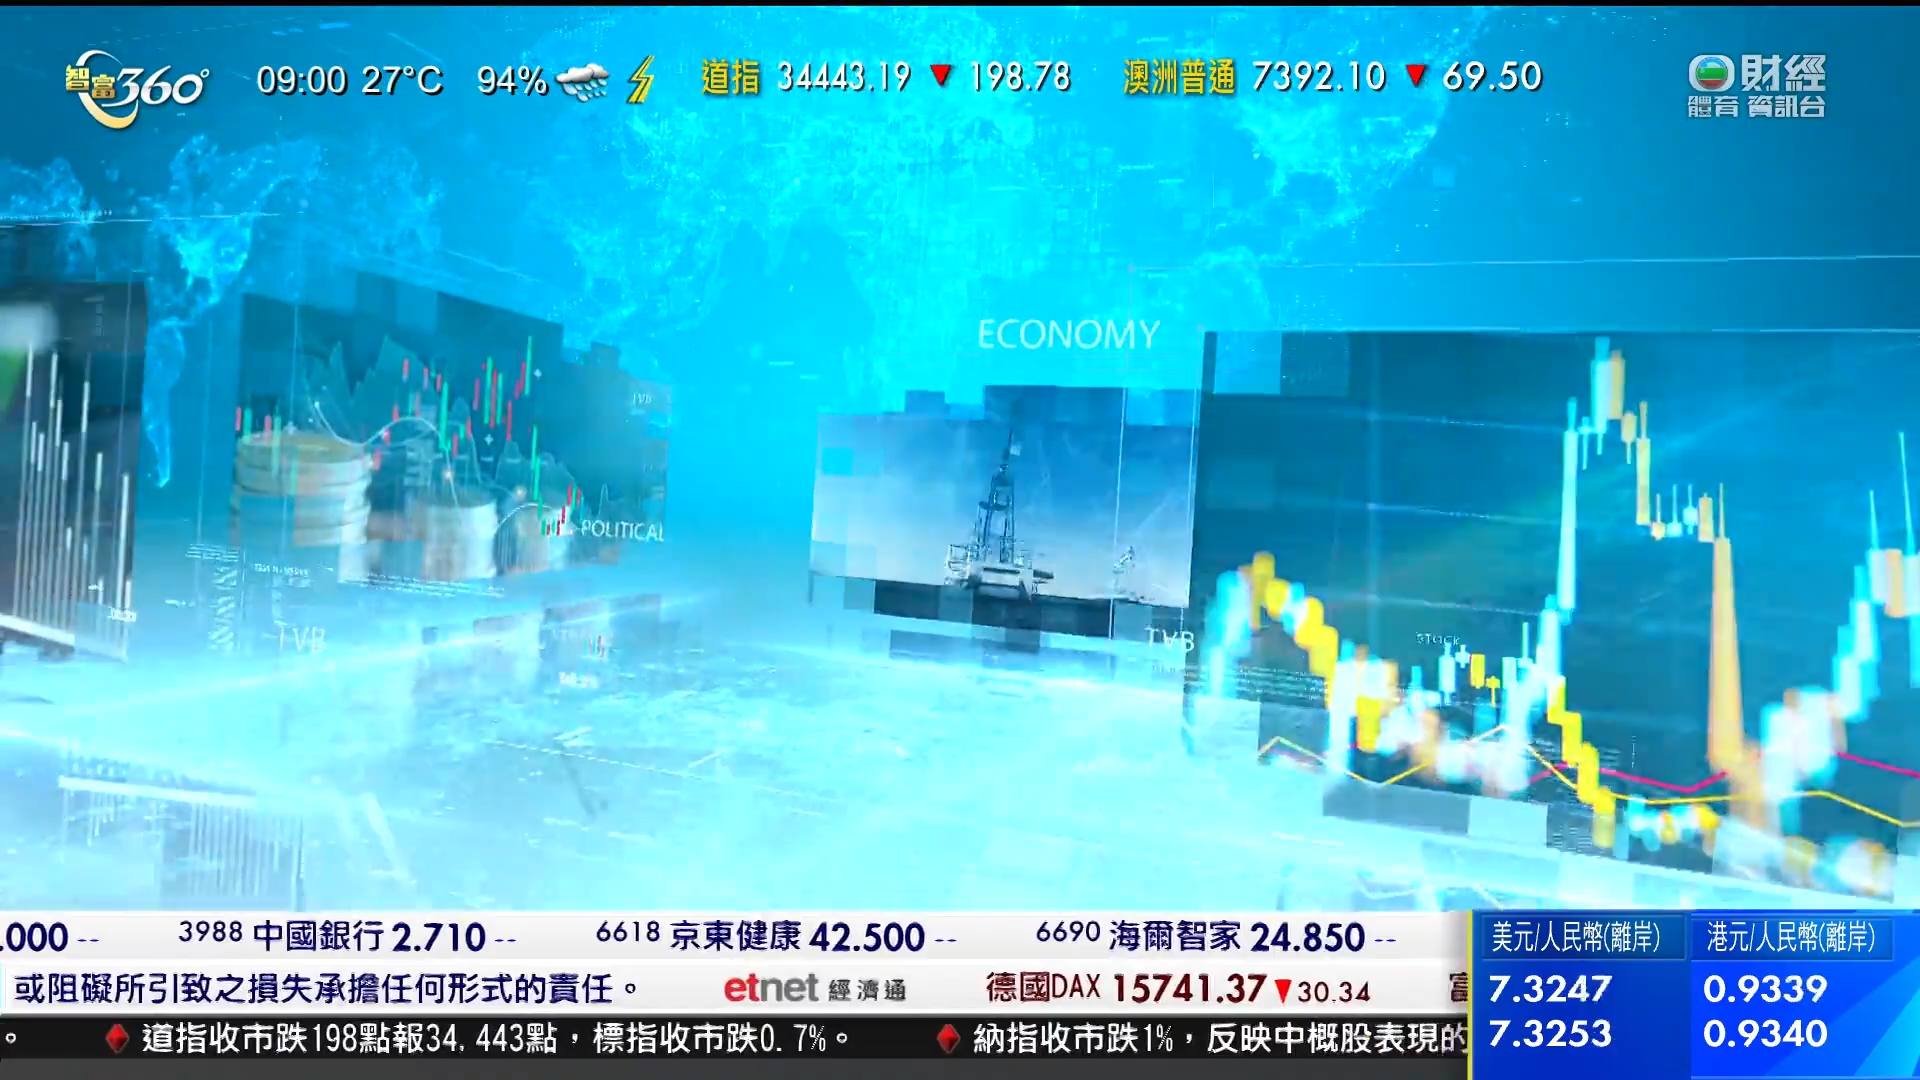 智富360°
09:00 27°C 94%
道指 34443.19 ▼ 198.78
澳洲普通 7392.10 ▼ 69.50
財經
體育 資訊台
ECONOMY
TVB
POLITICAL
TVB
TVB
STOCK
.000 -- 3988 中國銀行 2.710 -- 6618 京東健康 42.500 -- 6690 海爾智家 24.850 --
或阻礙所引致之損失承擔任何形式的責任。 etnet 經濟通 德國DAX 15741.37 ▼ 30.34
。 道指收市跌198點報34,443點，標指收市跌0.7%。 納指收市跌1%，反映中概股表現的
美元/人民幣(離岸)
7.3247
7.3253
港元/人民幣(離岸)
0.9339
0.9340